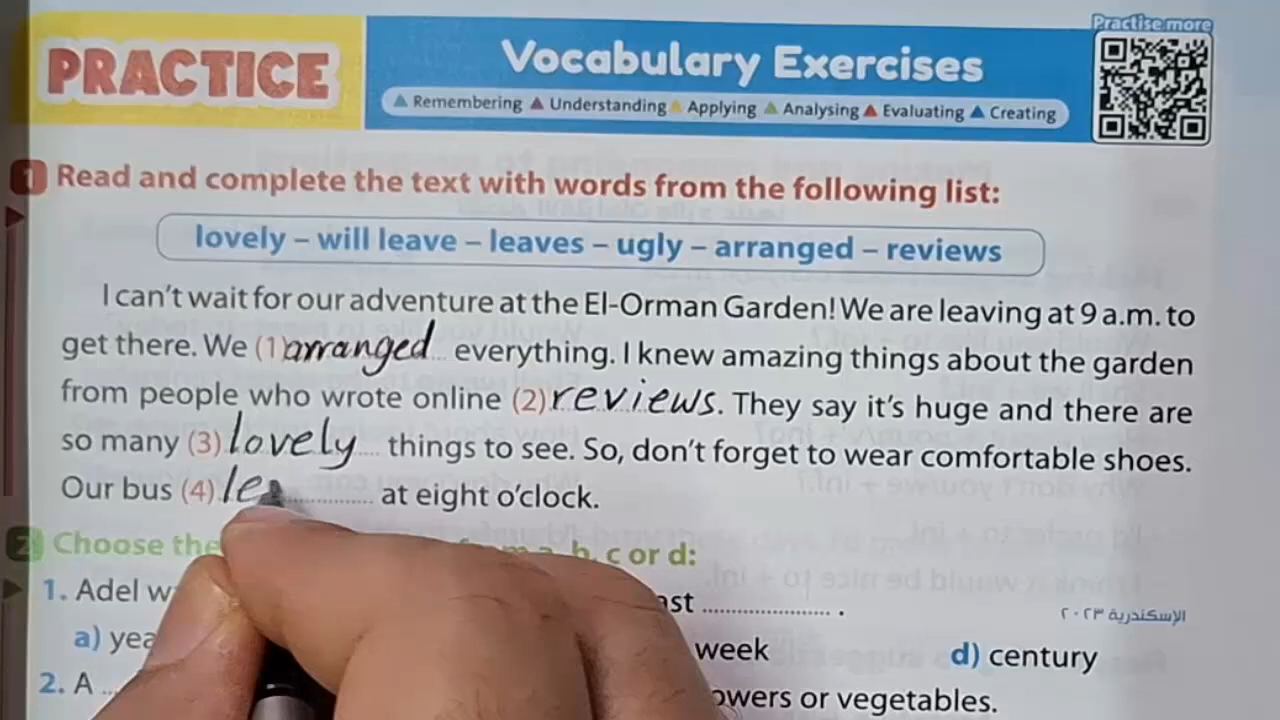 Practise more
PRACTICE
Vocabulary Exercises
Remembering Understanding Applying Analysing Evaluating Creating
1 Read and complete the text with words from the following list:
lovely – will leave – leaves – ugly – arranged – reviews
I can't wait for our adventure at the El-Orman Garden! We are leaving at 9 a.m. to
get there. We (1) arranged everything. I knew amazing things about the garden
from people who wrote online (2) reviews. They say it's huge and there are
so many (3) lovely things to see. So, don't forget to wear comfortable shoes.
Our bus (4) le at eight o'clock.
2 Choose the b, c or d:
1. Adel ............................ .
الإسكندرية ٢٠٢٣
a) week d) century
2. A ... or vegetables.